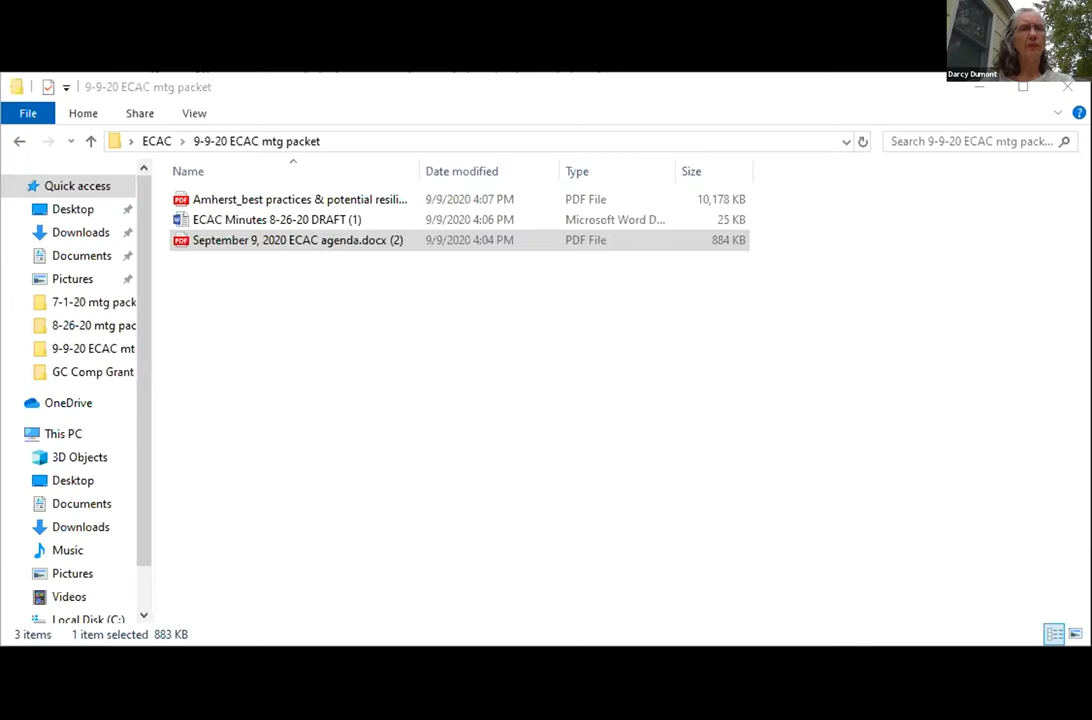 Darcy Dumont
9-9-20 ECAC mtg packet
File Home Share View
ECAC 9-9-20 ECAC mtg packet Search 9-9-20 ECAC mtg pack...
Name Date modified Type Size
Quick access
Desktop
Downloads
Documents
Pictures
7-1-20 mtg pack
8-26-20 mtg pac
9-9-20 ECAC mt
GC Comp Grant
OneDrive
This PC
3D Objects
Desktop
Documents
Downloads
Music
Pictures
Videos
Local Disk (C:)
Amherst_best practices & potential resili... 9/9/2020 4:07 PM PDF File 10,178 KB
ECAC Minutes 8-26-20 DRAFT (1) 9/9/2020 4:06 PM Microsoft Word D... 25 KB
September 9, 2020 ECAC agenda.docx (2) 9/9/2020 4:04 PM PDF File 884 KB
3 items 1 item selected 883 KB